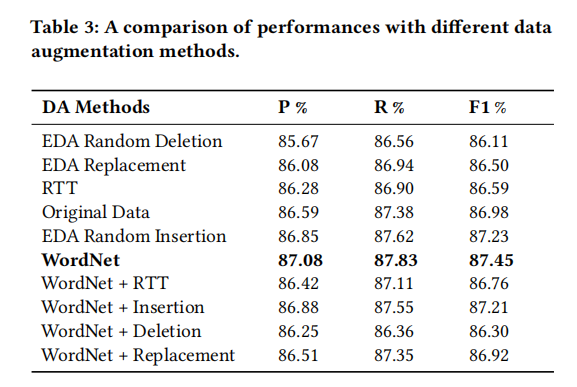 Table 3: A comparison of performances with different data
augmentation methods.
DA Methods P % R % F1 %
EDA Random Deletion 85.67 86.56 86.11
EDA Replacement 86.08 86.94 86.50
RTT 86.28 86.90 86.59
Original Data 86.59 87.38 86.98
EDA Random Insertion 86.85 87.62 87.23
WordNet 87.08 87.83 87.45
WordNet + RTT 86.42 87.11 86.76
WordNet + Insertion 86.88 87.55 87.21
WordNet + Deletion 86.25 86.36 86.30
WordNet + Replacement 86.51 87.35 86.92